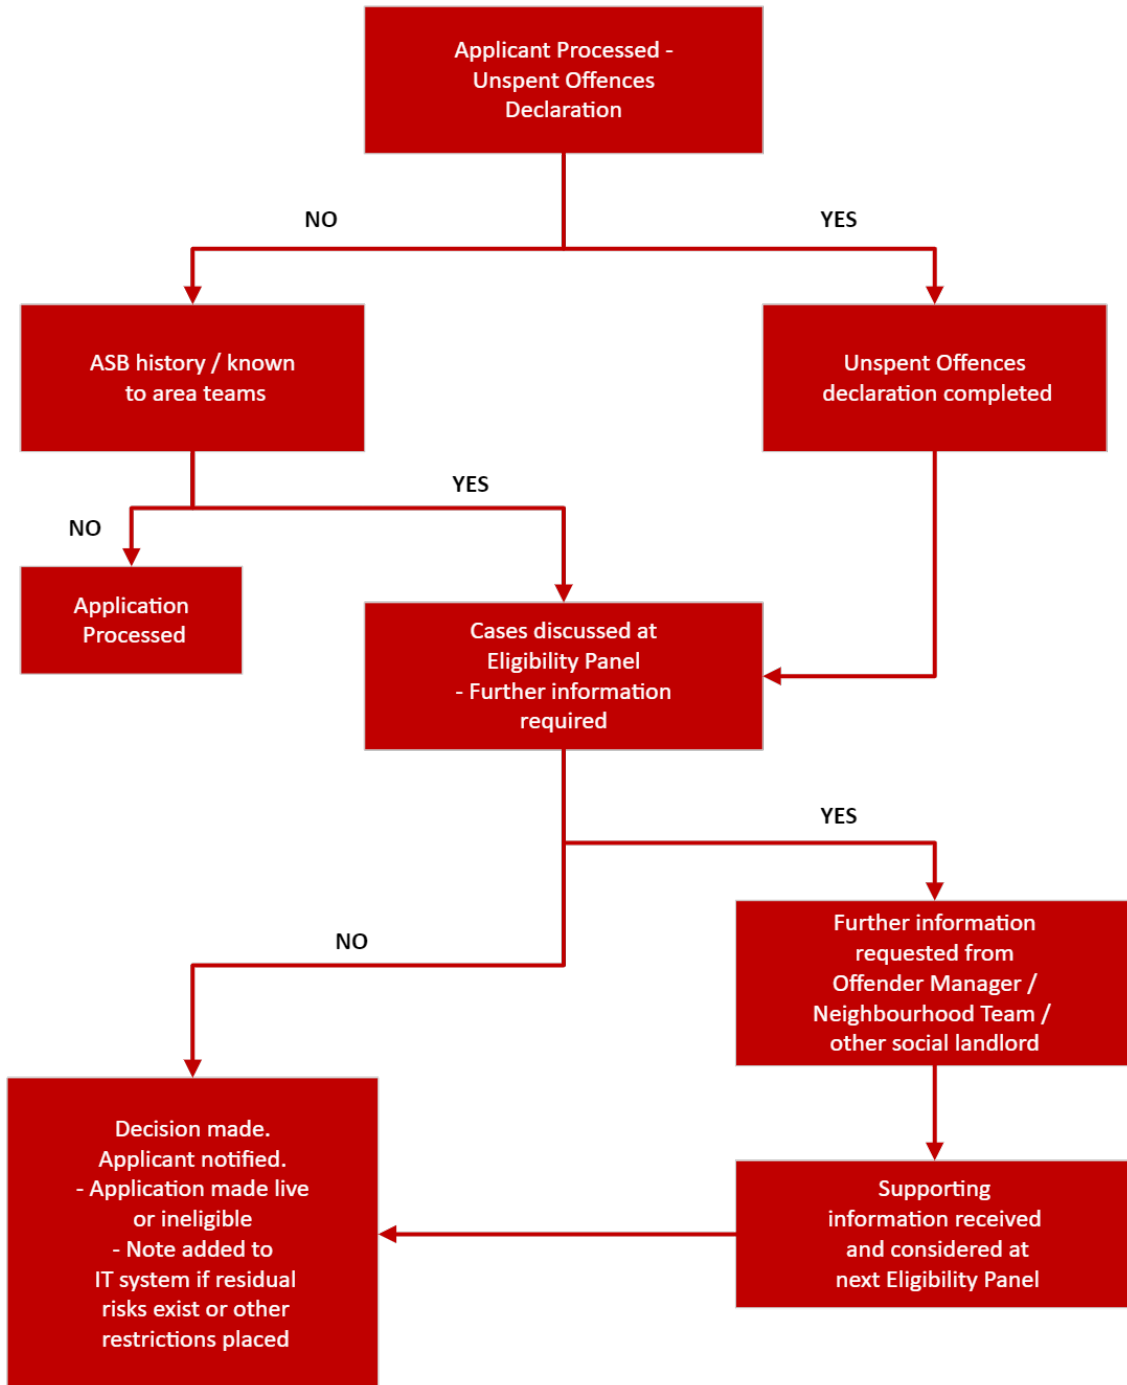 Applicant Processed -
Unspent Offences
Declaration
NO
YES
ASB history / known
to area teams
Unspent Offences
declaration completed
YES
NO
Application
Processed
Cases discussed at
Eligibility Panel
- Further information
required
YES
NO
Further information
requested from
Offender Manager /
Neighbourhood Team /
other social landlord
Decision made.
Applicant notified.
- Application made live
or ineligible
- Note added to
IT system if residual
risks exist or other
restrictions placed
Supporting
information received
and considered at
next Eligibility Panel